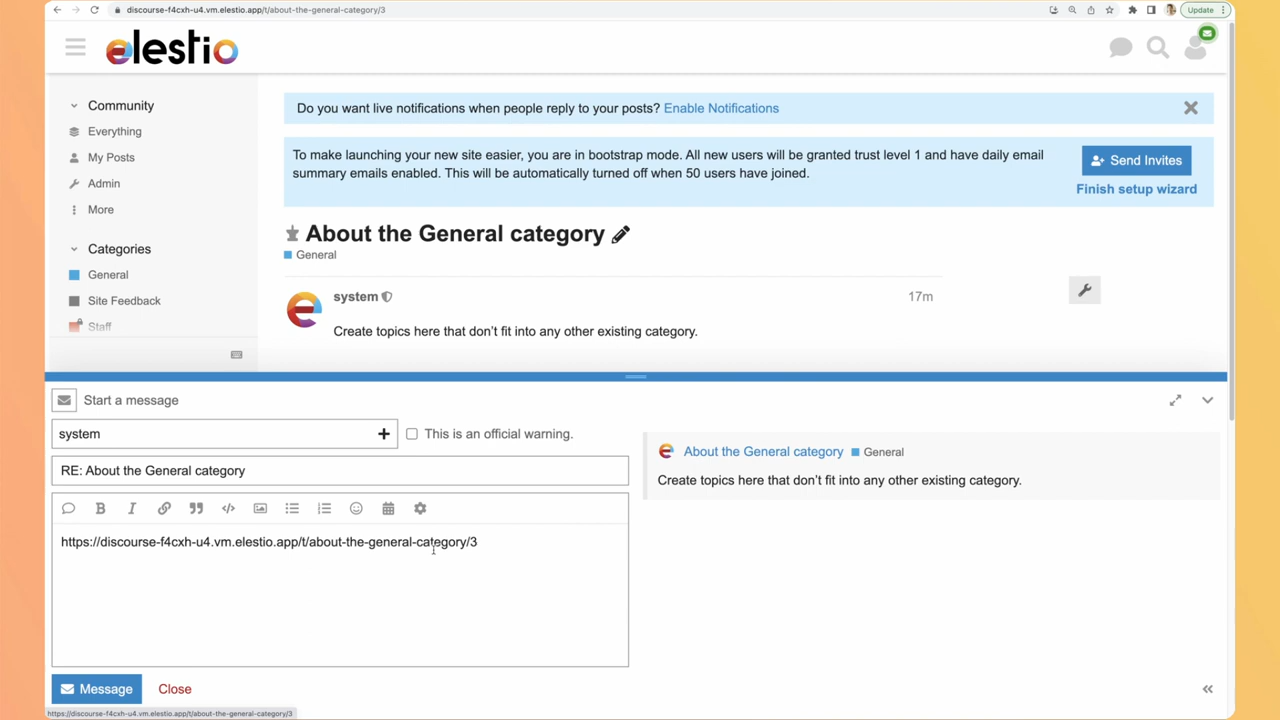 discourse-f4cxh-u4.vm.elestio.app/t/about-the-general-category/3
Update
elestio
Community
Everything
My Posts
Admin
More
Categories
General
Site Feedback
Staff
Do you want live notifications when people reply to your posts? Enable Notifications
To make launching your new site easier, you are in bootstrap mode. All new users will be granted trust level 1 and have daily email
summary emails enabled. This will be automatically turned off when 50 users have joined.
Send Invites
Finish setup wizard
About the General category
General
system
17m
Create topics here that don't fit into any other existing category.
Start a message
system
This is an official warning.
RE: About the General category
B I
https://discourse-f4cxh-u4.vm.elestio.app/t/about-the-general-category/3
About the General category General
Create topics here that don't fit into any other existing category.
Message
Close
https://discourse-f4cxh-u4.vm.elestio.app/t/about-the-general-category/3